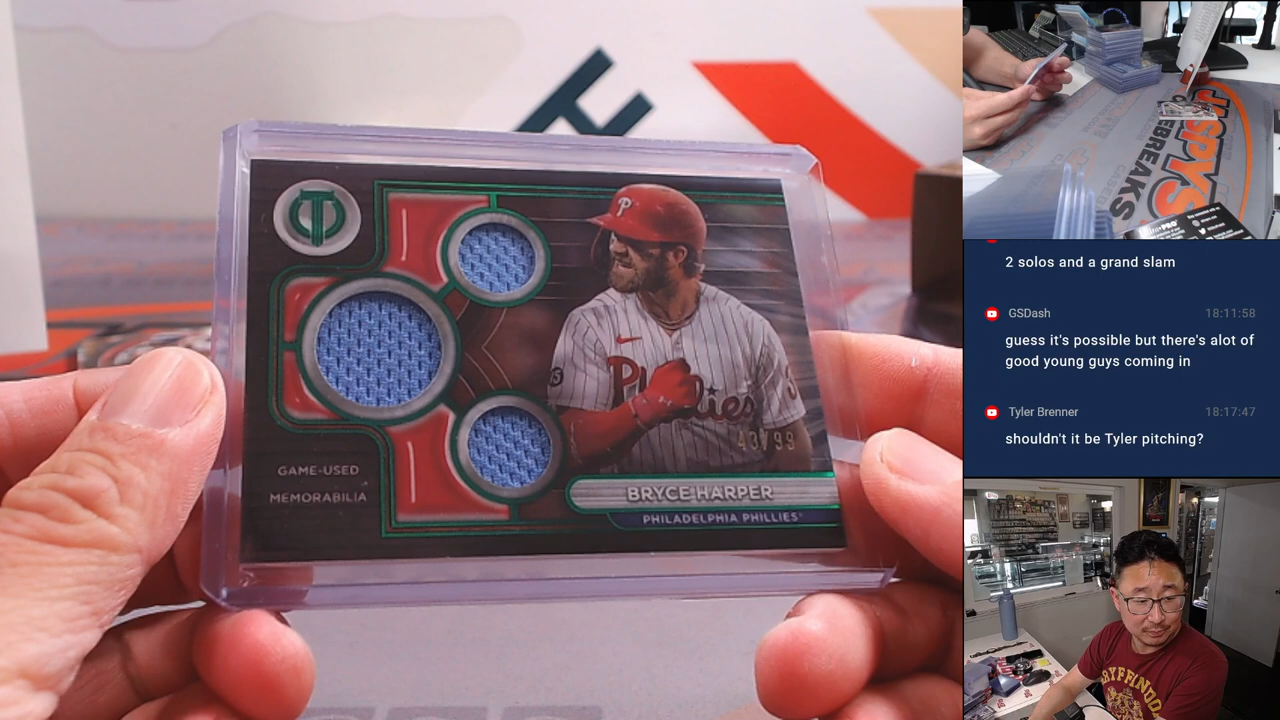 P
Phillies
43/99
GAME-USED
MEMORABILIA
BRYCE HARPER
PHILADELPHIA PHILLIES
2 solos and a grand slam
GSDash
18:11:58
guess it's possible but there's alot of
good young guys coming in
Tyler Brenner
18:17:47
shouldn't it be Tyler pitching?
GRYFFINDO